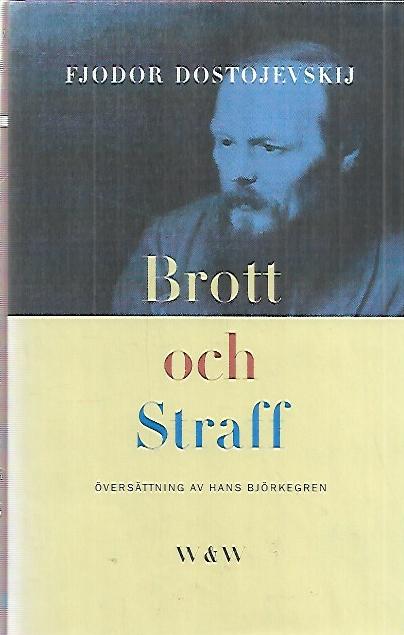 FJODOR DOSTOJEVSKIJ
Brott
och
Straff
ÖVERSÄTTNING AV HANS BJÖRKEGREN
W&W